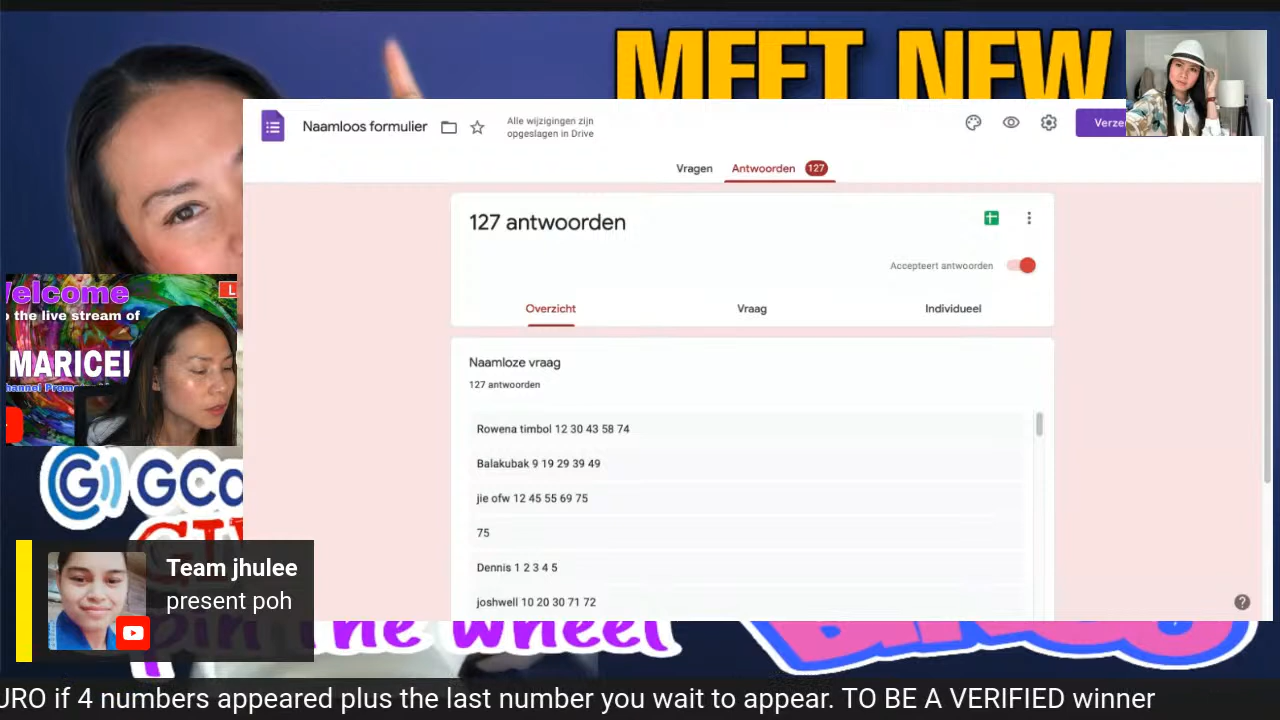 MEET NEW
Naamloos formulier
Alle wijzigingen zijn
opgeslagen in Drive
Vragen
Antwoorden 127
127 antwoorden
Accepteert antwoorden
Overzicht
Vraag
Individueel
Naamloze vraag
127 antwoorden
Rowena timbol 12 30 43 58 74
Balakubak 9 19 29 39 49
jie ofw 12 45 55 69 75
75
Dennis 1 2 3 4 5
joshwell 10 20 30 71 72
the live stream of
MARICEL
Team jhulee
present poh
the wheel
if 4 numbers appeared plus the last number you wait to appear. TO BE A VERIFIED winner